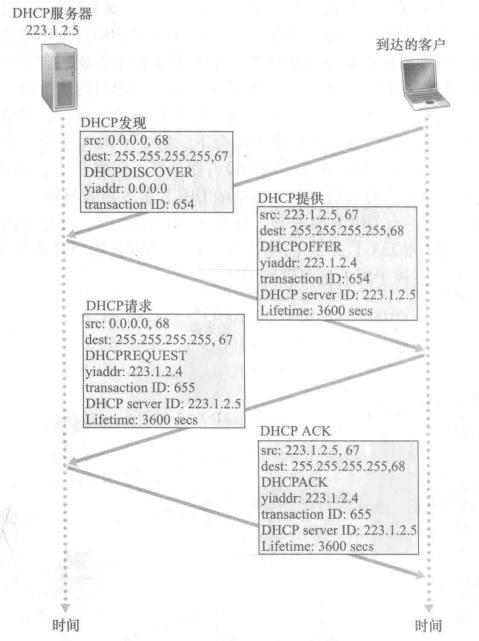 DHCP服务器
223.1.2.5
到达的客户
DHCP发现
src: 0.0.0.0, 68
dest: 255.255.255.255,67
DHCPDISCOVER
yiaddr: 0.0.0.0
transaction ID: 654
DHCP提供
src: 223.1.2.5, 67
dest: 255.255.255.255,68
DHCPOFFER
yiaddr: 223.1.2.4
transaction ID: 654
DHCP server ID: 223.1.2.5
Lifetime: 3600 secs
DHCP请求
src: 0.0.0.0, 68
dest: 255.255.255.255, 67
DHCPREQUEST
yiaddr: 223.1.2.4
transaction ID: 655
DHCP server ID: 223.1.2.5
Lifetime: 3600 secs
DHCP ACK
src: 223.1.2.5, 67
dest: 255.255.255.255,68
DHCPACK
yiaddr: 223.1.2.4
transaction ID: 655
DHCP server ID: 223.1.2.5
Lifetime: 3600 secs
时间
时间